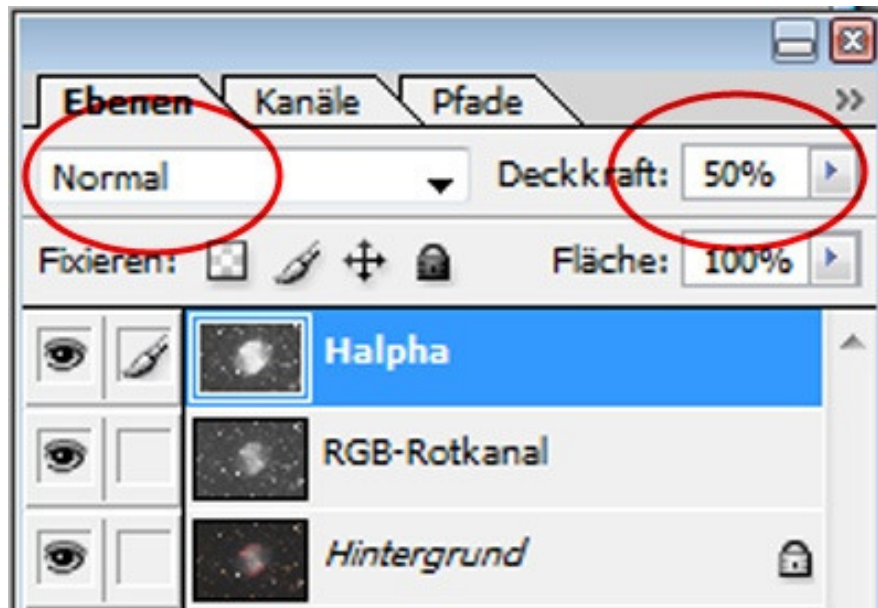 Ebenen Kanäle Pfade
Normal Deckkraft: 50%
Fixieren: Fläche: 100%
Halpha
RGB-Rotkanal
Hintergrund